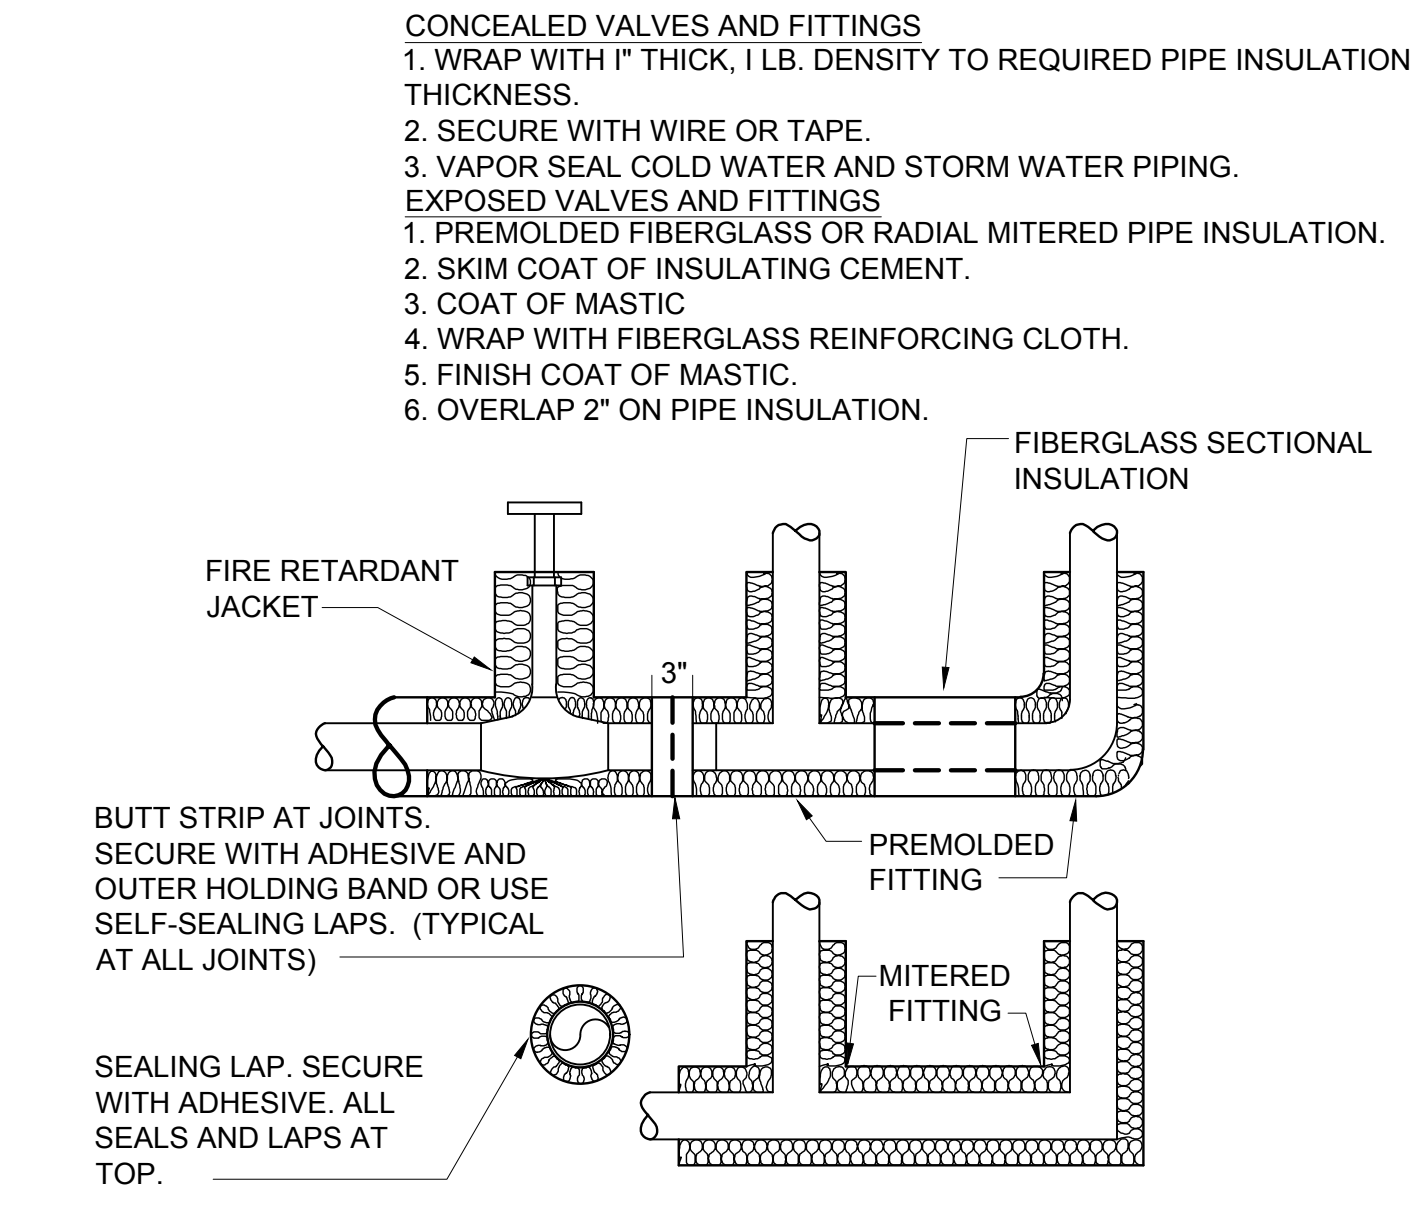 CONCEALED VALVES AND FITTINGS
1. WRAP WITH I" THICK, I LB. DENSITY TO REQUIRED PIPE INSULATION
THICKNESS.
2. SECURE WITH WIRE OR TAPE.
3. VAPOR SEAL COLD WATER AND STORM WATER PIPING.
EXPOSED VALVES AND FITTINGS
1. PREMOLDED FIBERGLASS OR RADIAL MITERED PIPE INSULATION.
2. SKIM COAT OF INSULATING CEMENT.
3. COAT OF MASTIC
4. WRAP WITH FIBERGLASS REINFORCING CLOTH.
5. FINISH COAT OF MASTIC.
6. OVERLAP 2" ON PIPE INSULATION.
FIBERGLASS SECTIONAL
INSULATION
FIRE RETARDANT
JACKET
3"
BUTT STRIP AT JOINTS.
SECURE WITH ADHESIVE AND
OUTER HOLDING BAND OR USE
SELF-SEALING LAPS. (TYPICAL
AT ALL JOINTS)
PREMOLDED
FITTING
MITERED
FITTING
SEALING LAP. SECURE
WITH ADHESIVE. ALL
SEALS AND LAPS AT
TOP.